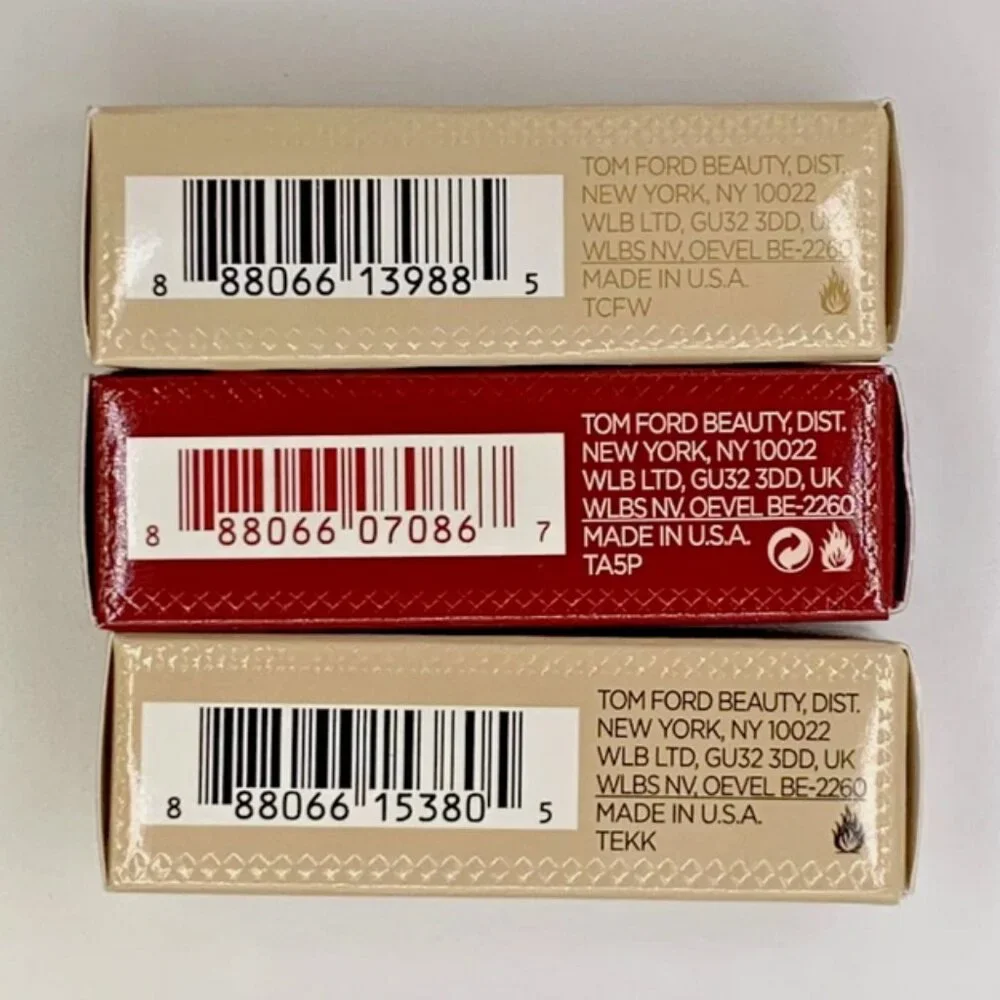 TOM FORD BEAUTY, DIST.
NEW YORK, NY 10022
WLB LTD, GU32 3DD, UK
WLBS NV, OEVEL BE-2260
MADE IN U.S.A.
TCFW
8 88066 13988 5
TOM FORD BEAUTY, DIST.
NEW YORK, NY 10022
WLB LTD, GU32 3DD, UK
WLBS NV, OEVEL BE-2260
MADE IN U.S.A.
TA5P
8 88066 07086 7
TOM FORD BEAUTY, DIST.
NEW YORK, NY 10022
WLB LTD, GU32 3DD, UK
WLBS NV, OEVEL BE-2260
MADE IN U.S.A.
TEKK
8 88066 15380 5